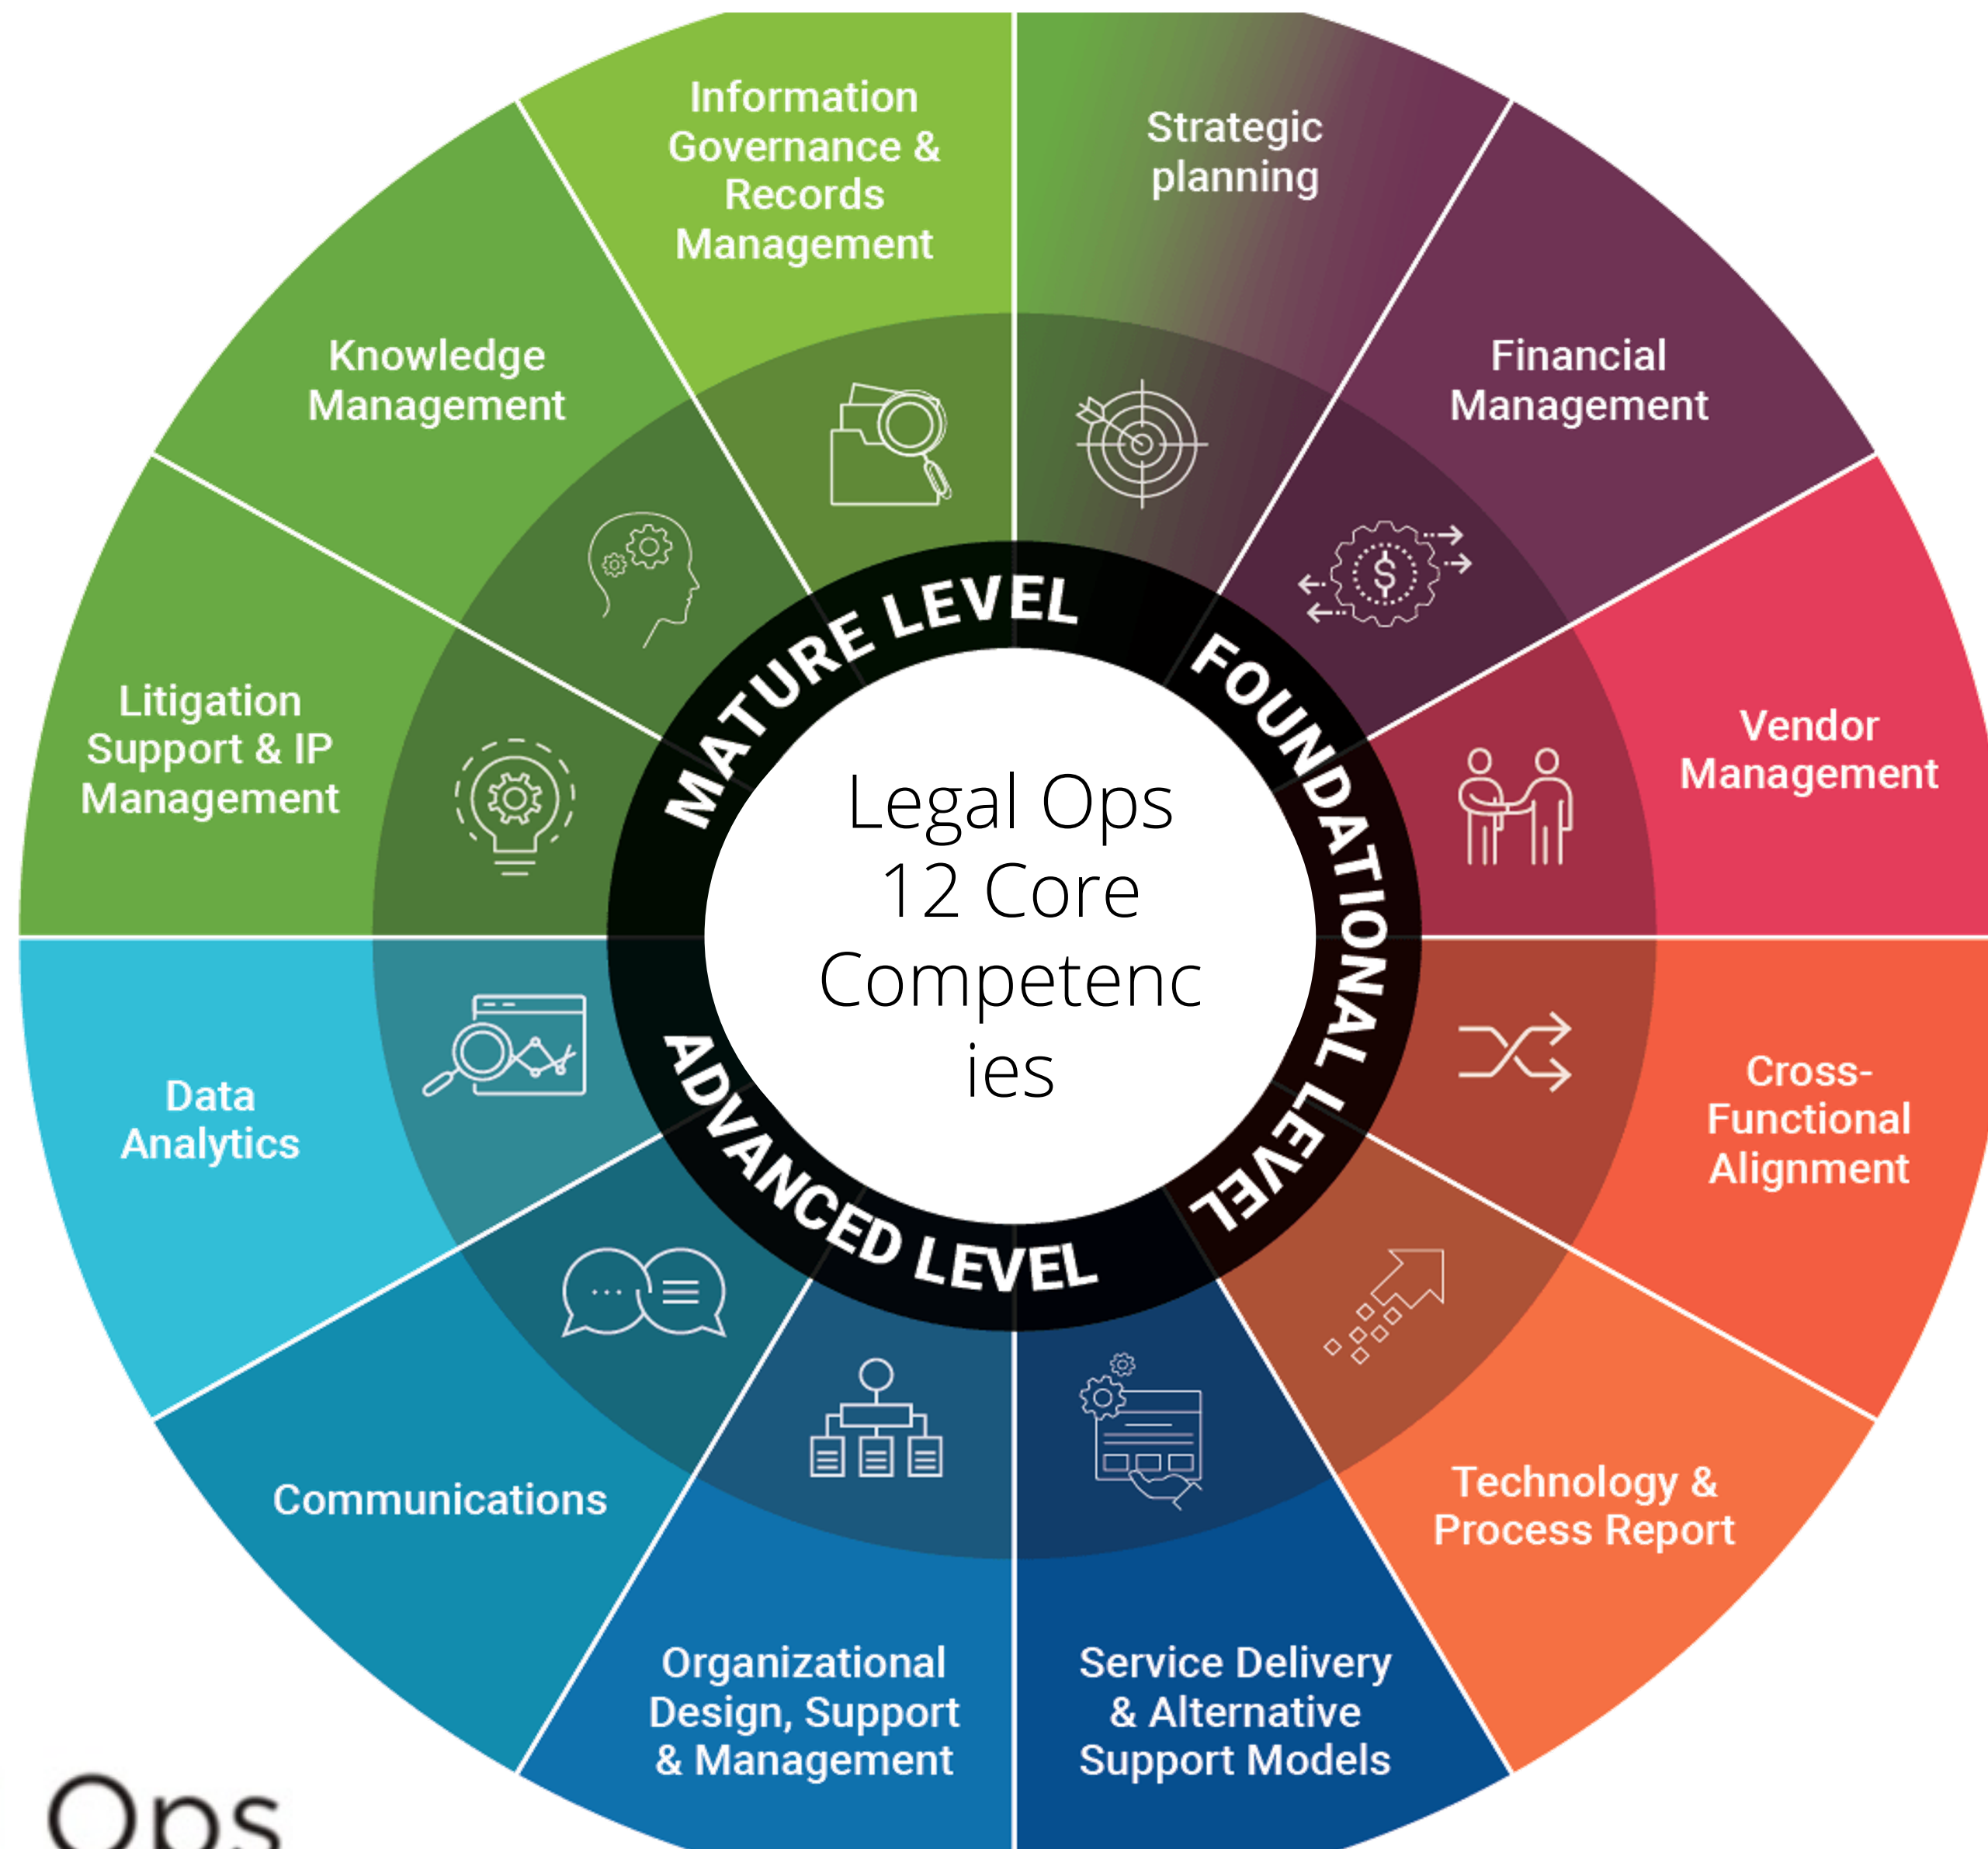 Information
Governance &
Records
Management
Strategic
planning
Financial
Management
Vendor
Management
Cross-
Functional
Alignment
Technology &
Process Report
Service Delivery
& Alternative
Support Models
Organizational
Design, Support
& Management
Communications
Data
Analytics
Litigation
Support & IP
Management
Knowledge
Management
MATURE LEVEL
FOUNDATIONAL LEVEL
ADVANCED LEVEL
Legal Ops
12 Core
Competenc
ies
$
Ops